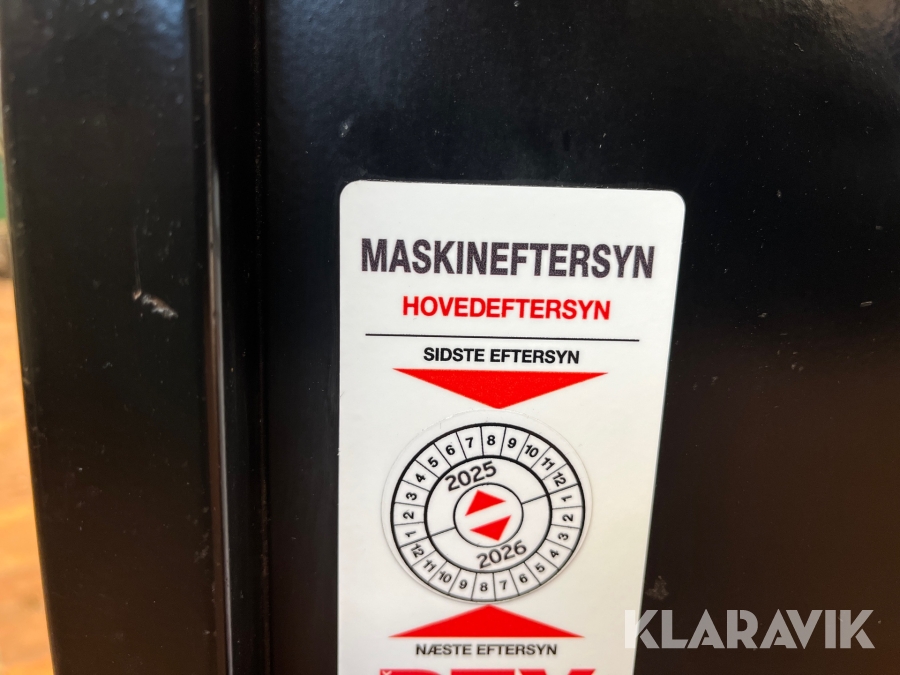 MASKINEFTERSYN
HOVEDEFTERSYN
SIDSTE EFTERSYN
1 2 3 4 5 6 7 8 9 10 11 12
2025
2026
1 2 3 4 5 6 7 8 9 10 11 12
NÆSTE EFTERSYN
KLARAVIK